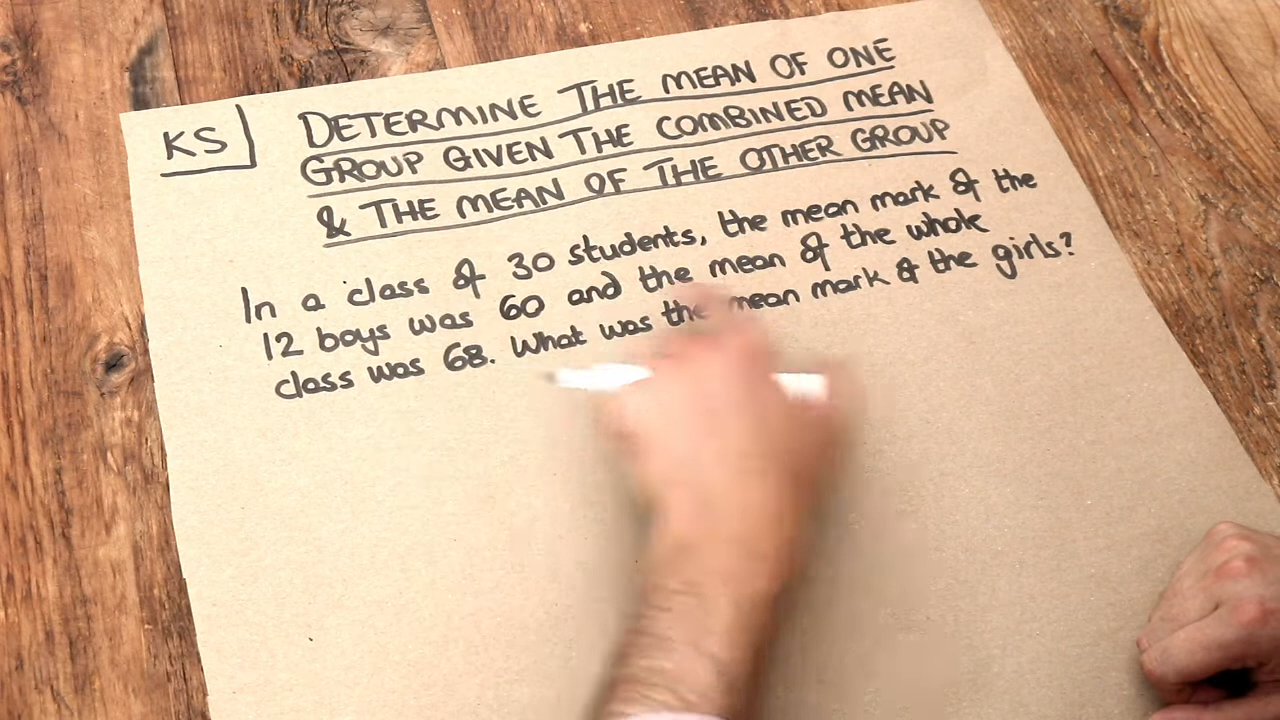 KS
DETERMINE THE MEAN OF ONE
GROUP GIVEN THE COMBINED MEAN
& THE MEAN OF THE OTHER GROUP
In a class of 30 students, the mean mark of the
12 boys was 60 and the mean of the whole
class was 68. What was the mean mark of the girls?